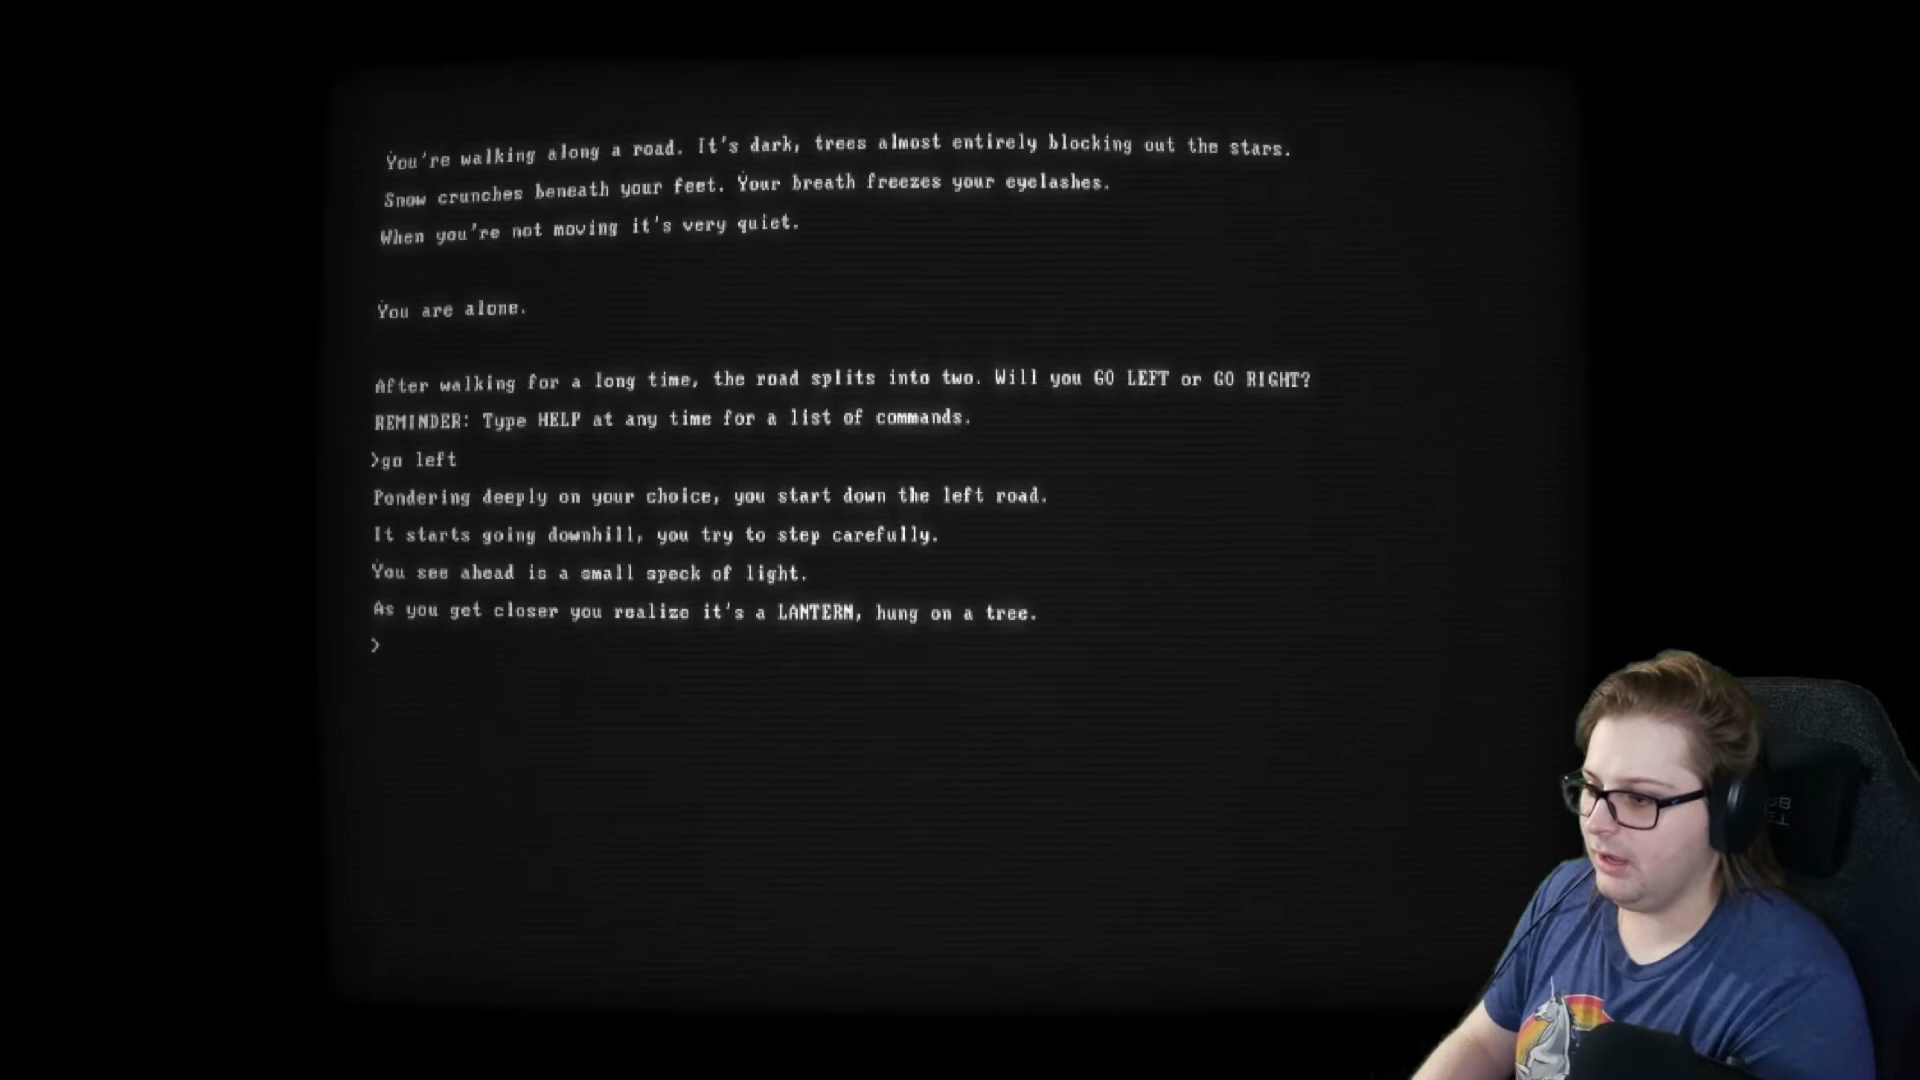 You're walking along a road. It's dark, trees almost entirely blocking out the stars.
Snow crunches beneath your feet. Your breath freezes your eyelashes.
When you're not moving it's very quiet.
You are alone.
After walking for a long time, the road splits into two. Will you GO LEFT or GO RIGHT?
REMINDER: Type HELP at any time for a list of commands.
>go left
Pondering deeply on your choice, you start down the left road.
It starts going downhill, you try to step carefully.
You see ahead is a small speck of light.
As you get closer you realize it's a LANTERN, hung on a tree.
>